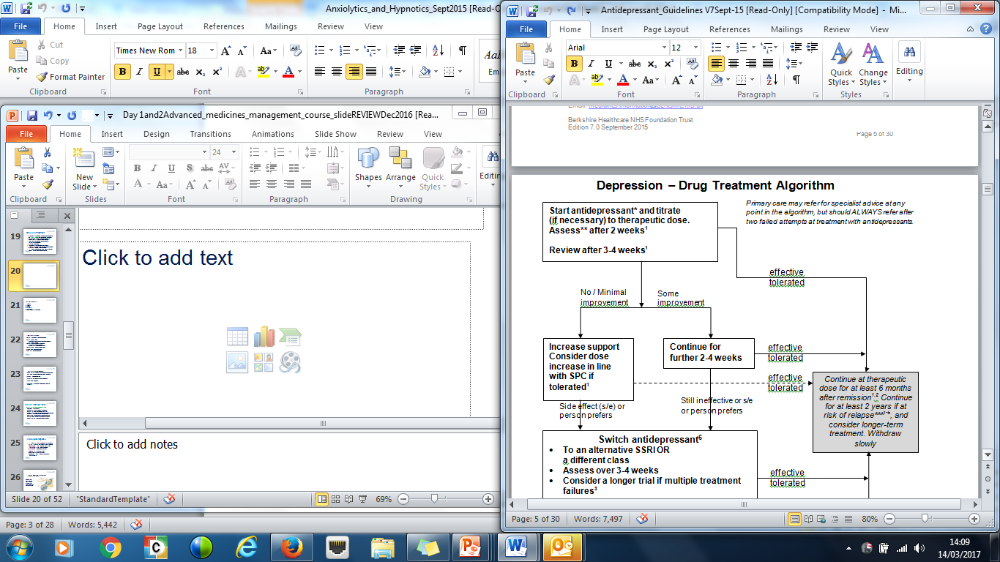 Anxiolytics_and_Hypnotics_Sept2015 [Read-O
File Home Insert Page Layout References Mailings Review View
Cut
Copy
Format Painter
Paste
Clipboard
Times New Rom 18
Font
Paragraph
Em
Day 1and2Advanced_medicines_management_course_slideREVIEWDec2016 [Rea...
File Home Insert Design Transitions Animations Slide Show Review View
24
Paste
New
Slide
Shapes Arrange Quick
Styles
Editin
Clipboard Slides Font Paragraph Drawing
19
20
21
22
23
24
25
26
Click to add text
Click to add notes
Slide 20 of 52 "StandardTemplate" 69%
Page: 3 of 28 Words: 5,442
Antidepressant_Guidelines V7Sept-15 [Read-Only] [Compatibility Mode] - Mi...
File Home Insert Page Layout References Mailings Review View
Arial 12
Paste
Quick
Styles
Change
Styles
Editing
Clipboard Font Paragraph Styles
Berkshire Healthcare NHS Foundation Trust
Edition 7.0 September 2015
Page 5 of 30
Depression – Drug Treatment Algorithm
Start antidepressant* and titrate
(if necessary) to therapeutic dose.
Assess** after 2 weeks¹
Review after 3-4 weeks¹
Primary care may refer for specialist advice at any
point in the algorithm, but should ALWAYS refer after
two failed attempts at treatment with antidepressants.
effective
tolerated
No / Minimal
improvement
Some
improvement
Increase support
Consider dose
increase in line
with SPC if
tolerated¹
Continue for
further 2-4 weeks
effective
tolerated
effective
tolerated
Continue at therapeutic
dose for at least 6 months
after remission¹,². Continue
for at least 2 years if at
risk of relapse***, and
consider longer-term
treatment. Withdraw
slowly
Side effect (s/e) or
person prefers
Still ineffective or s/e
or person prefers
Switch antidepressant⁶
• To an alternative SSRI OR
a different class
• Assess over 3-4 weeks
• Consider a longer trial if multiple treatment
failures³
effective
tolerated
Page: 5 of 30 Words: 7,497 80%
14:09
14/03/2017